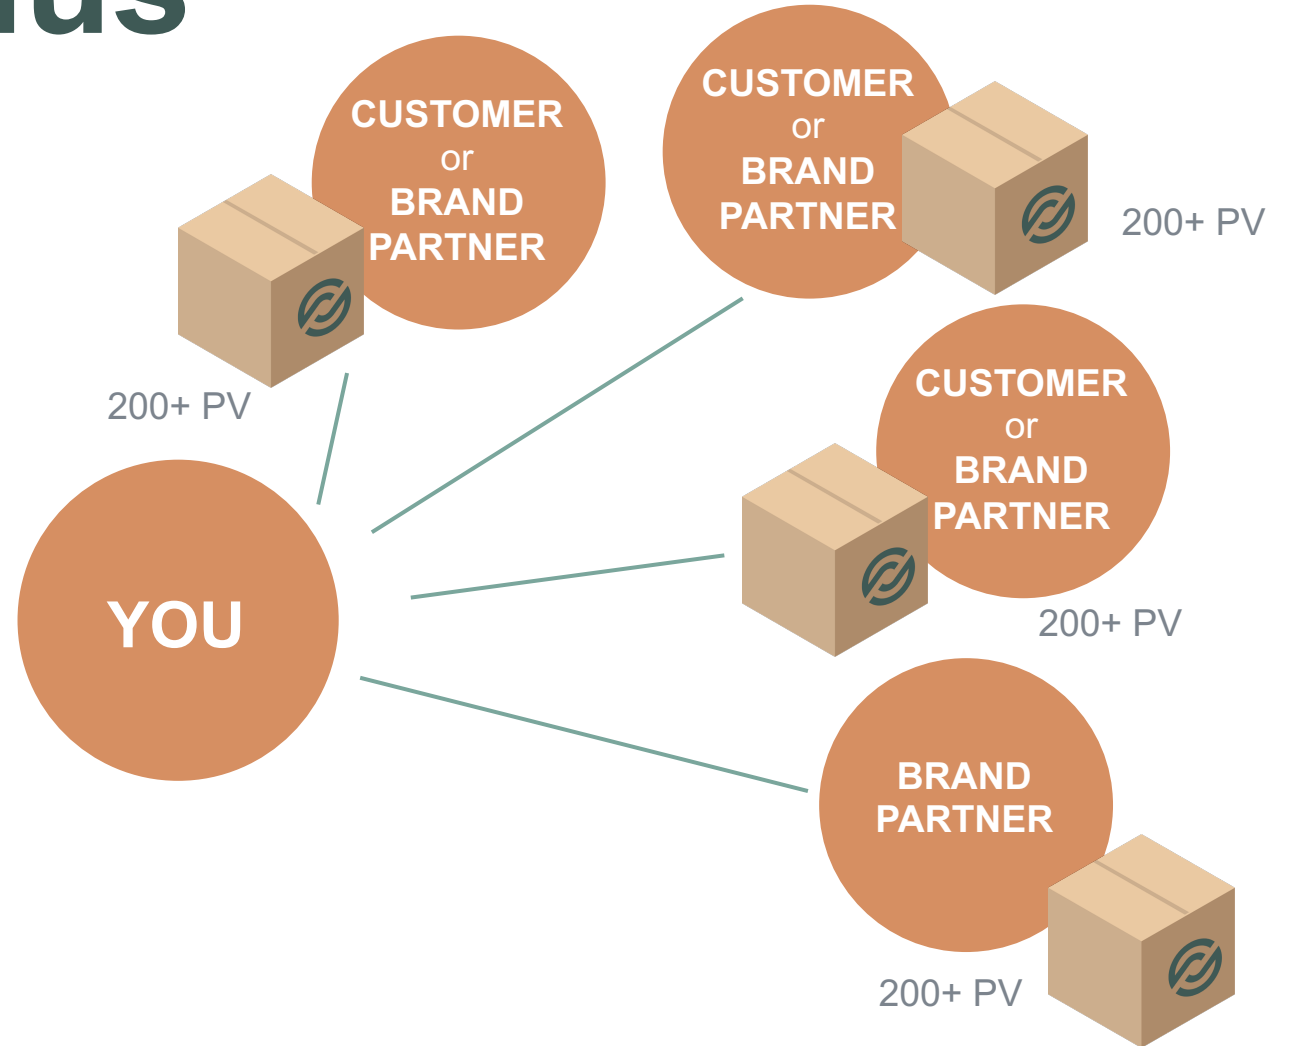 CUSTOMER
or
BRAND
PARTNER
200+ PV
CUSTOMER
or
BRAND
PARTNER
200+ PV
CUSTOMER
or
BRAND
PARTNER
200+ PV
YOU
BRAND
PARTNER
200+ PV